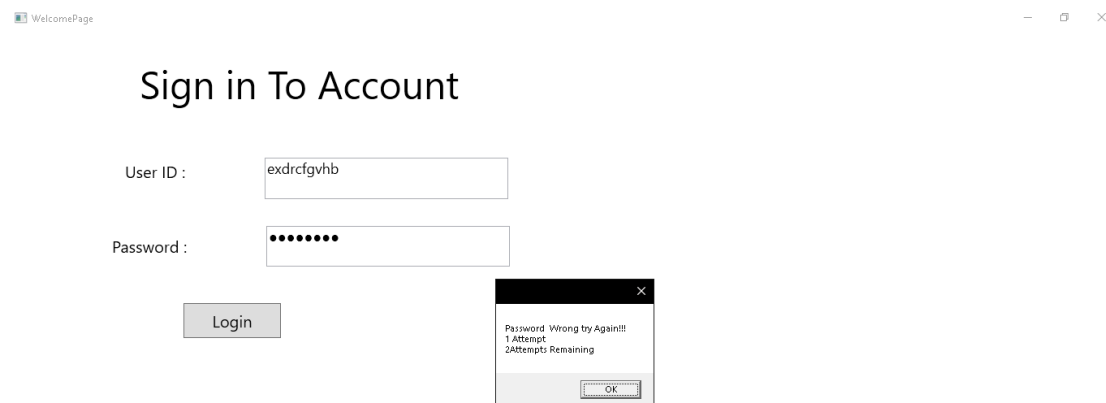 WelcomePage
Sign in To Account
User ID :
exdrcfgvhb
Password :
Login
Password  Wrong try Again!!!
1 Attempt
2Attempts Remaining
OK